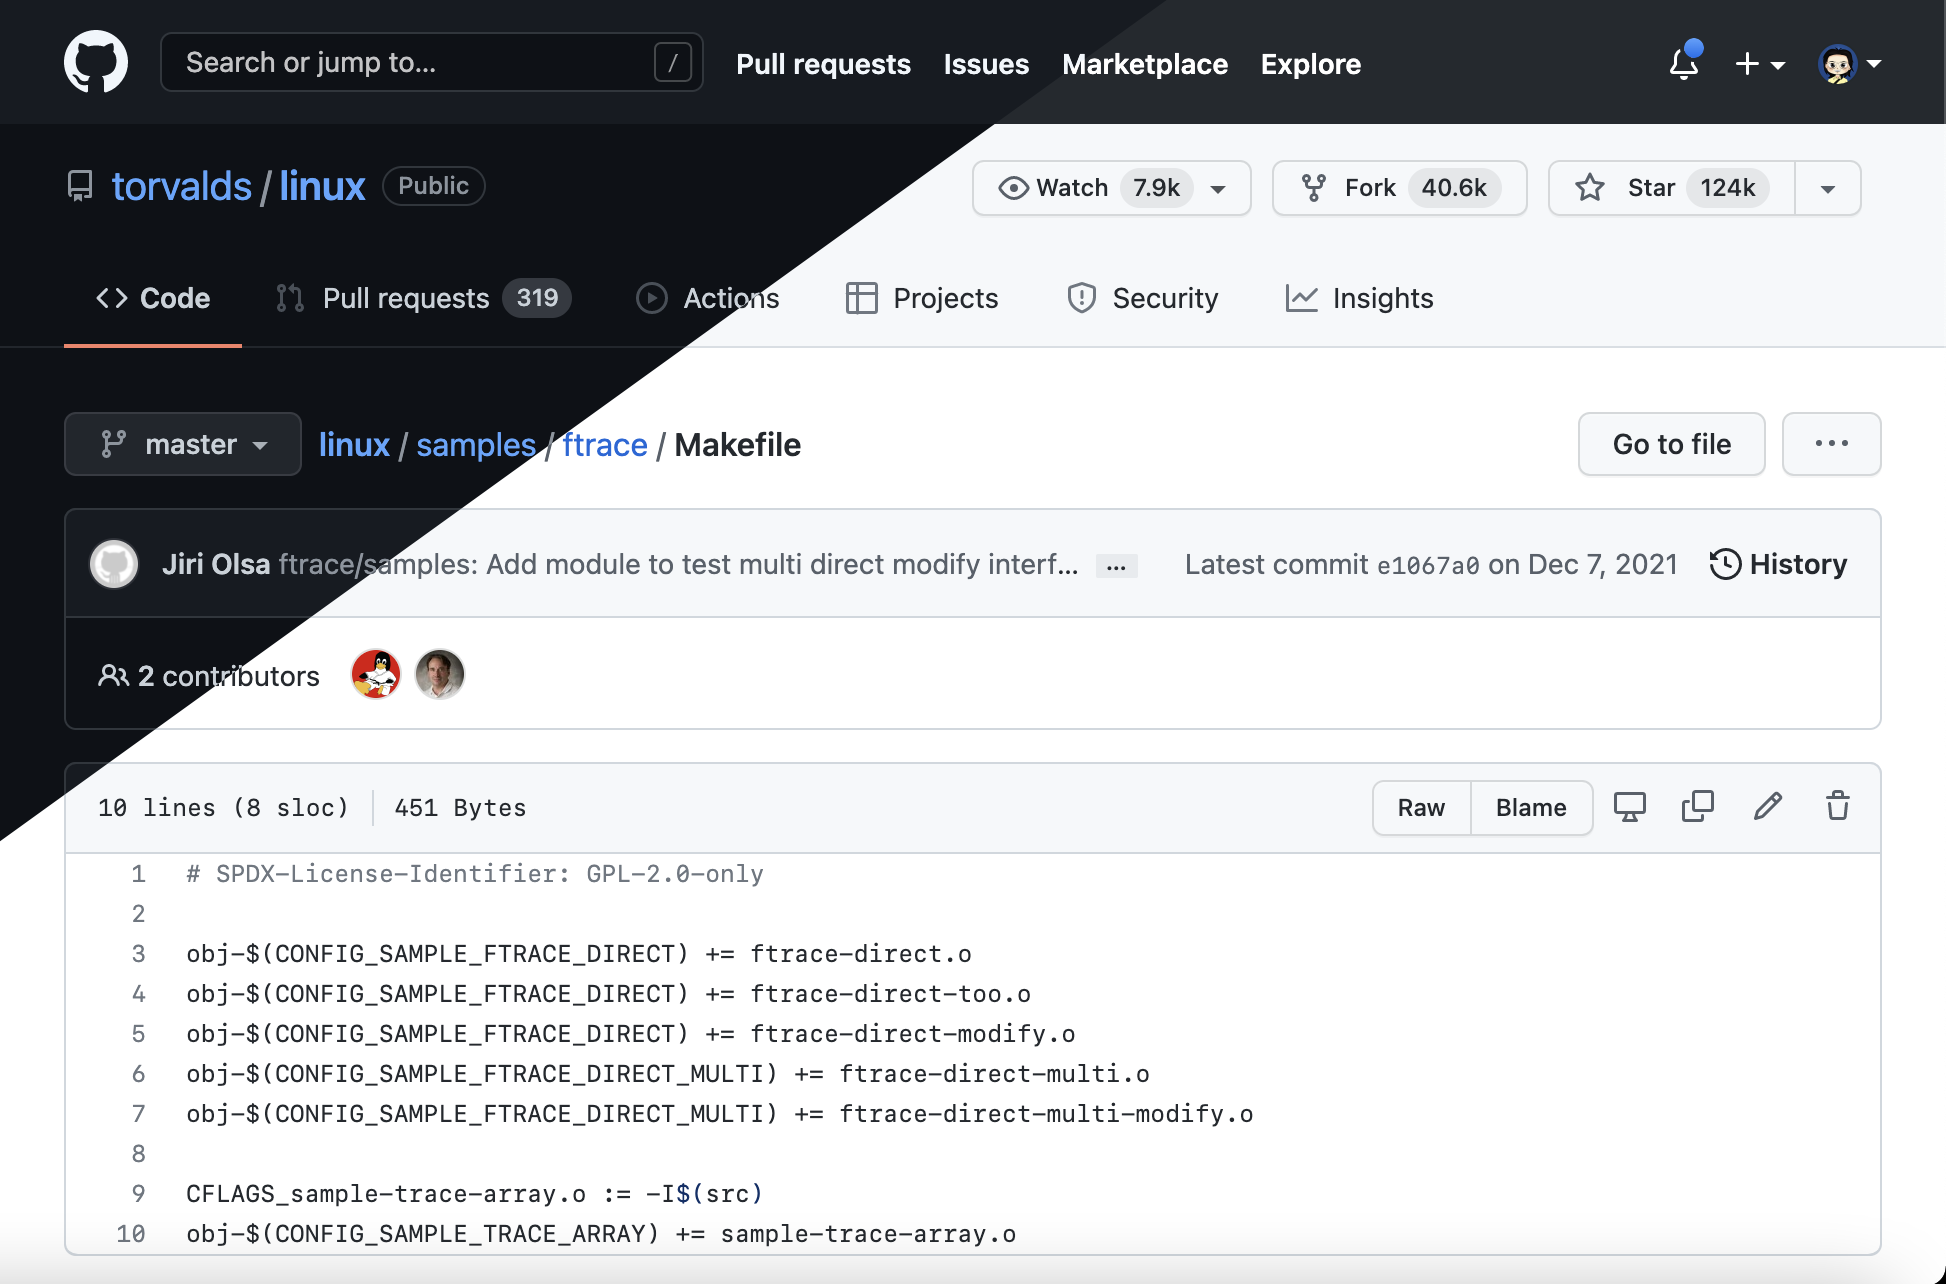 Search or jump to... / Pull requests Issues Marketplace Explore
torvalds / linux Public Watch 7.9k Fork 40.6k Star 124k
Code Pull requests 319 Actions Projects Security Insights
master linux / samples / ftrace / Makefile Go to file ...
Jiri Olsa ftrace/samples: Add module to test multi direct modify interf... ... Latest commit e1067a0 on Dec 7, 2021 History
2 contributors
10 lines (8 sloc) 451 Bytes Raw Blame
1 # SPDX-License-Identifier: GPL-2.0-only
2
3 obj-$(CONFIG_SAMPLE_FTRACE_DIRECT) += ftrace-direct.o
4 obj-$(CONFIG_SAMPLE_FTRACE_DIRECT) += ftrace-direct-too.o
5 obj-$(CONFIG_SAMPLE_FTRACE_DIRECT) += ftrace-direct-modify.o
6 obj-$(CONFIG_SAMPLE_FTRACE_DIRECT_MULTI) += ftrace-direct-multi.o
7 obj-$(CONFIG_SAMPLE_FTRACE_DIRECT_MULTI) += ftrace-direct-multi-modify.o
8
9 CFLAGS_sample-trace-array.o := -I$(src)
10 obj-$(CONFIG_SAMPLE_TRACE_ARRAY) += sample-trace-array.o